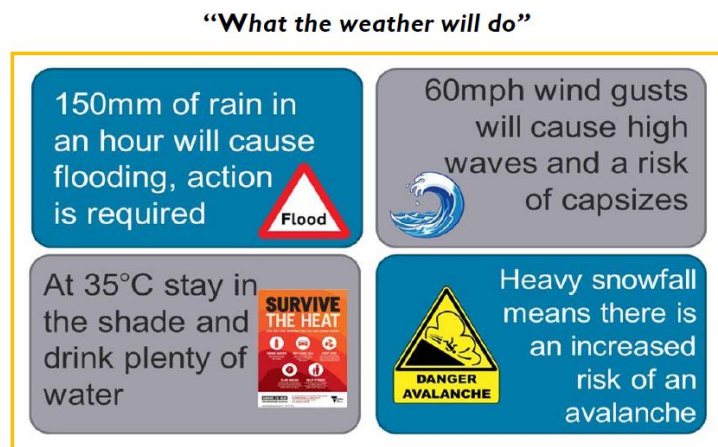 “What the weather will do”
150mm of rain in
an hour will cause
flooding, action
is required
Flood
60mph wind gusts
will cause high
waves and a risk
of capsizes
At 35°C stay in
the shade and
drink plenty of
water
SURVIVE
THE HEAT
Heavy snowfall
means there is
an increased
risk of an
avalanche
DANGER
AVALANCHE